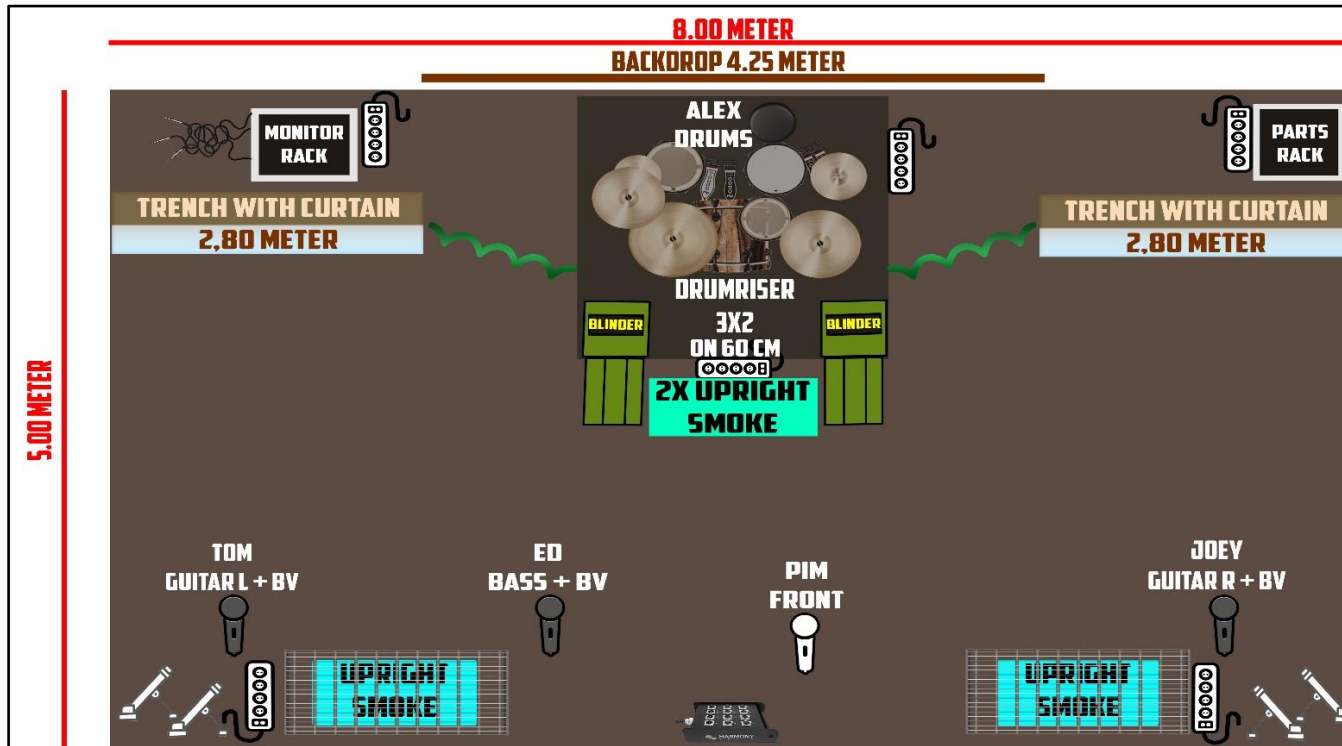 8.00 METER
BACKDROP 4.25 METER
5.00 METER
MONITOR
RACK
ALEX
DRUMS
PARTS
RACK
TRENCH WITH CURTAIN
2,80 METER
TRENCH WITH CURTAIN
2,80 METER
DRUMRISER
3X2
ON 60 CM
BLINDER
BLINDER
2X UPRIGHT
SMOKE
TOM
GUITAR L + BV
ED
BASS + BV
PIM
FRONT
JOEY
GUITAR R + BV
UPRIGHT
SMOKE
UPRIGHT
SMOKE
HARMONY